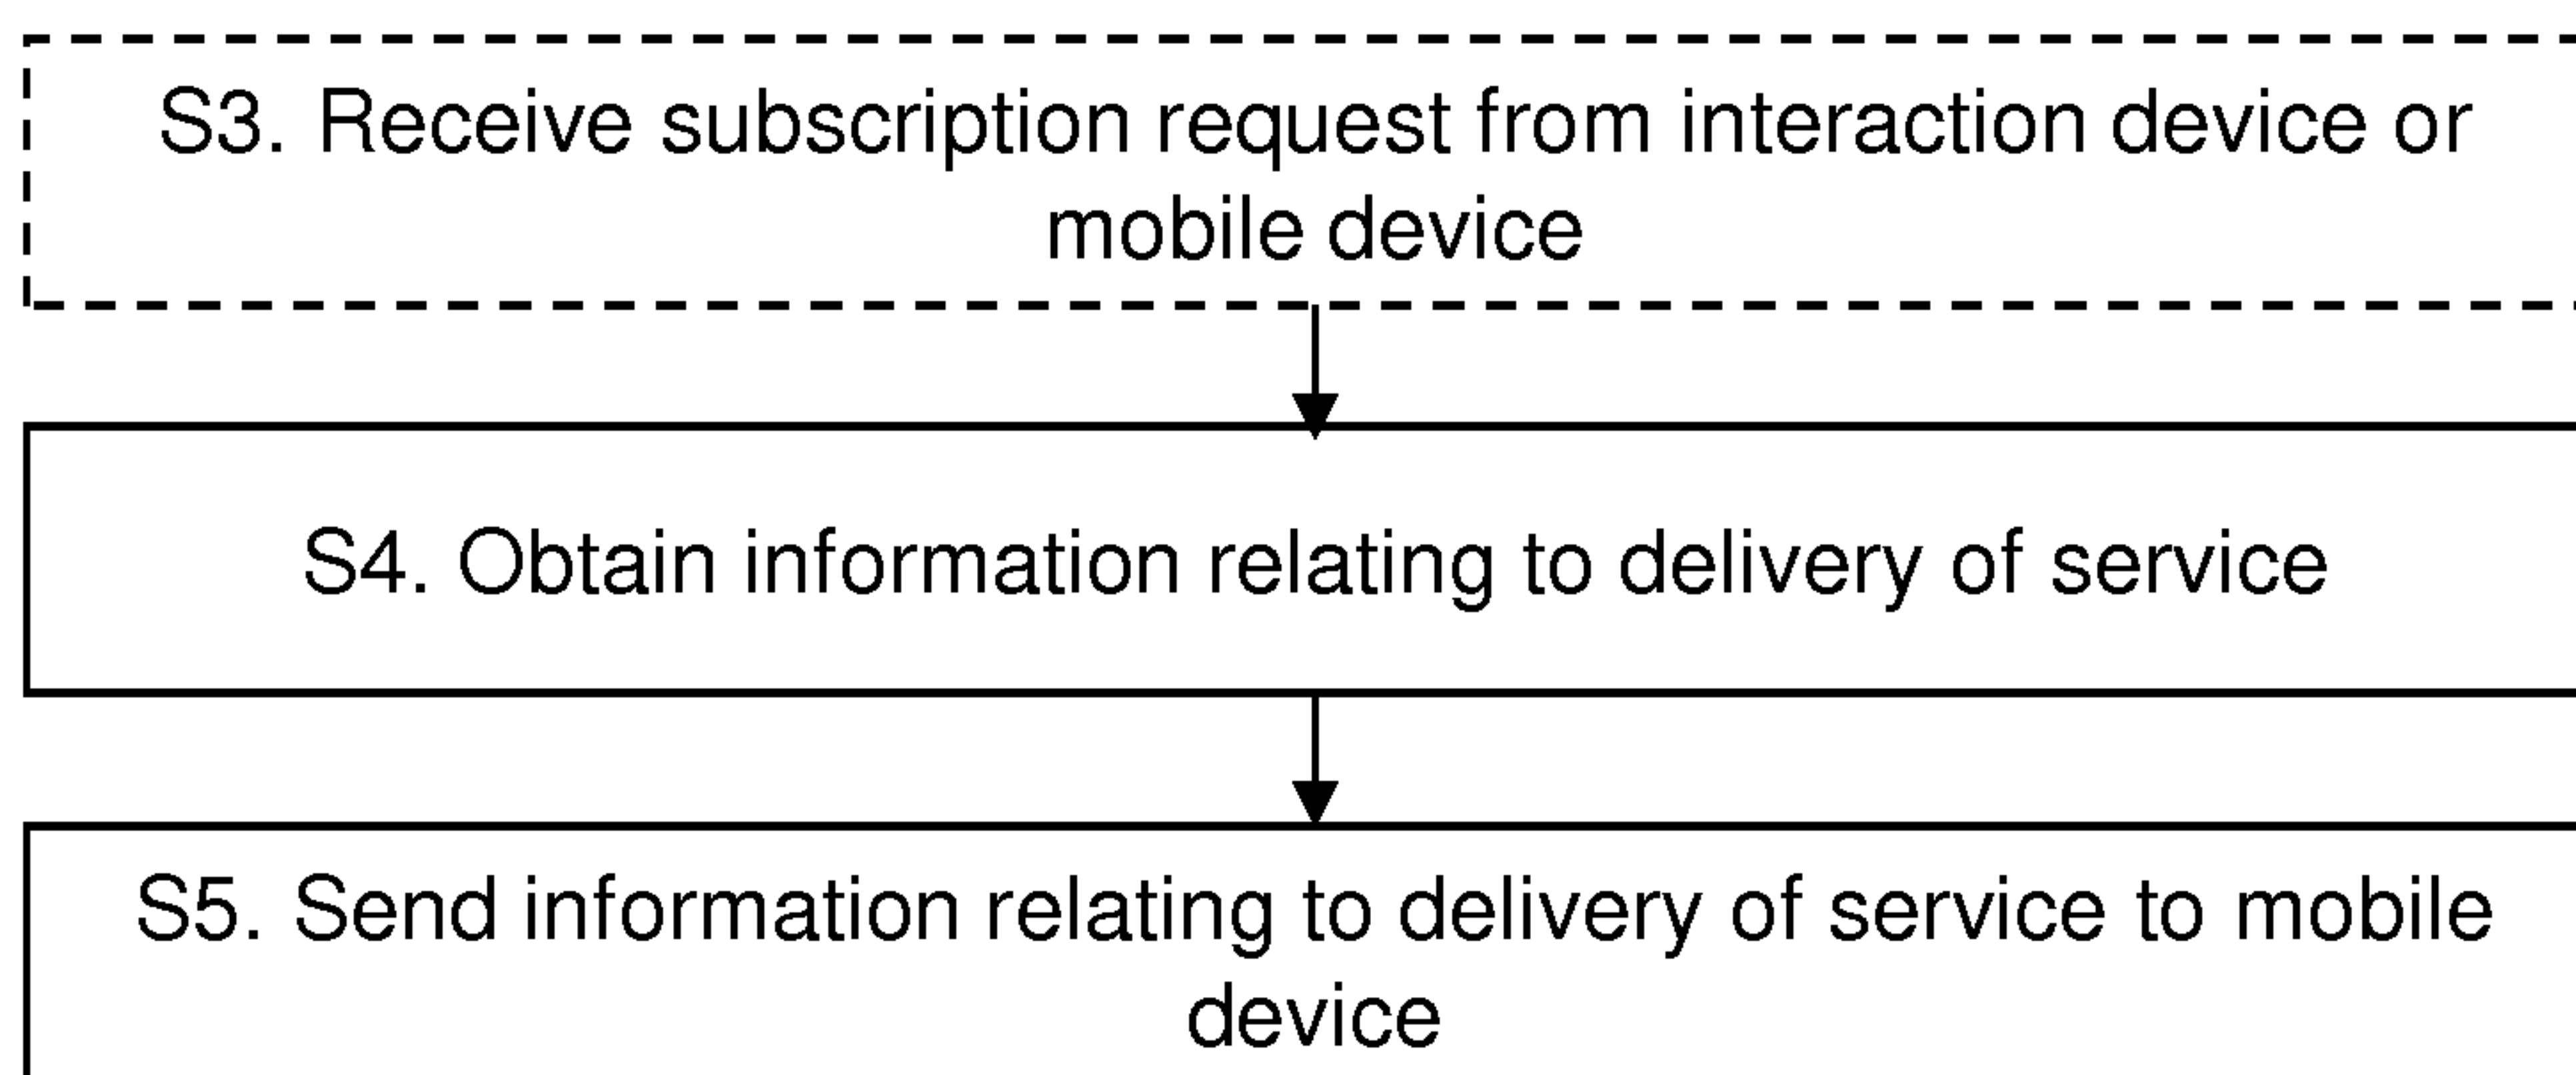 S3. Receive subscription request from interaction device or
mobile device
S4. Obtain information relating to delivery of service
S5. Send information relating to delivery of service to mobile
device